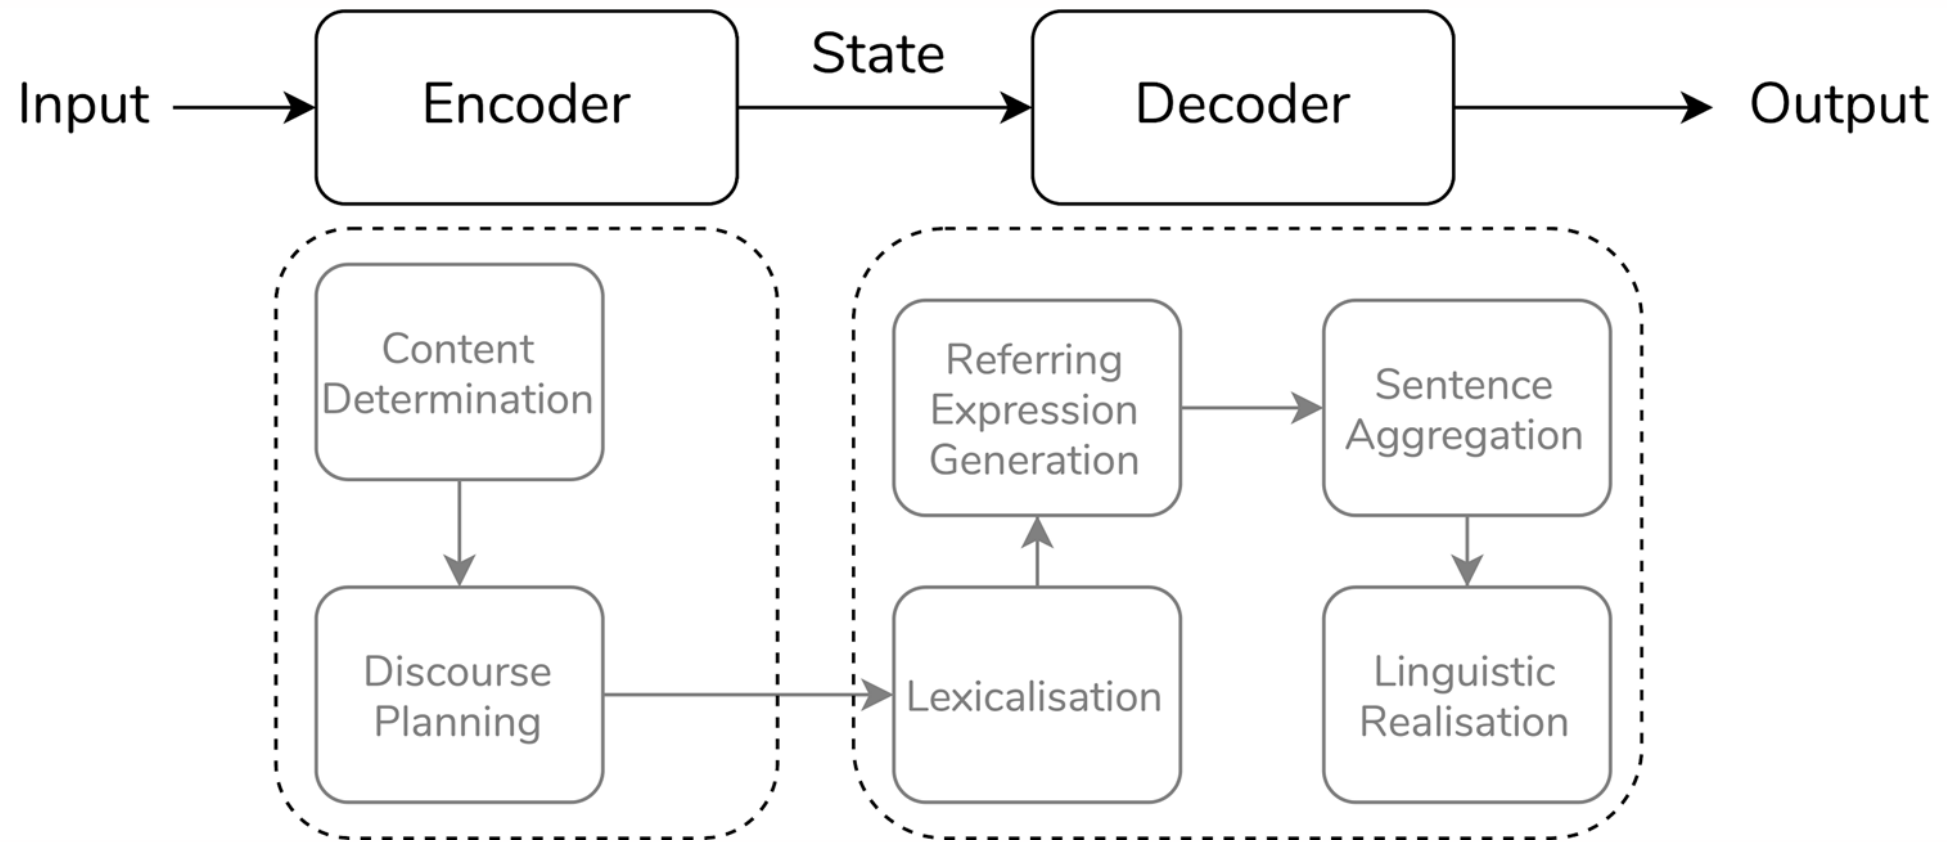 Input
Encoder
State
Decoder
Output
Content
Determination
Discourse
Planning
Referring
Expression
Generation
Lexicalisation
Sentence
Aggregation
Linguistic
Realisation